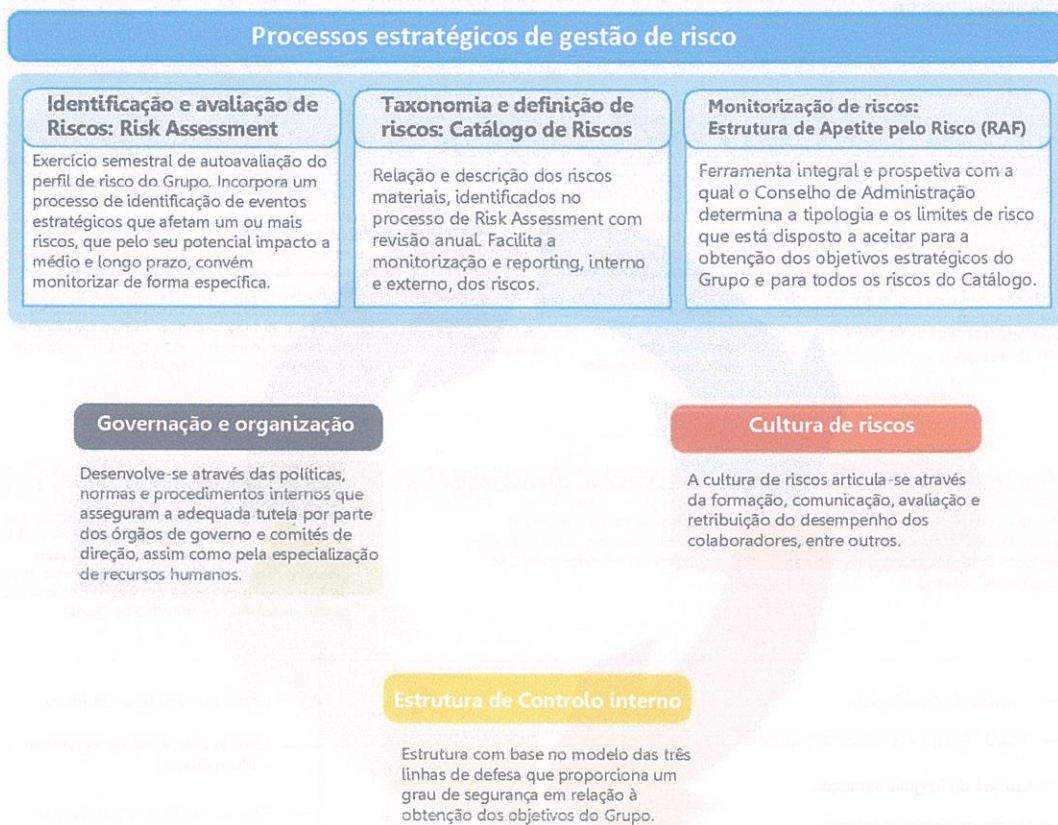 Processos estratégicos de gestão de risco
Identificação e avaliação de
Riscos: Risk Assessment
Exercício semestral de autoavaliação do
perfil de risco do Grupo. Incorpora um
processo de identificação de eventos
estratégicos que afetam um ou mais
riscos, que pelo seu potencial impacto a
médio e longo prazo, convém
monitorizar de forma específica.
Taxonomia e definição de
riscos: Catálogo de Riscos
Relação e descrição dos riscos
materiais, identificados no
processo de Risk Assessment com
revisão anual. Facilita a
monitorização e reporting, interno
e externo, dos riscos.
Monitorização de riscos:
Estrutura de Apetite pelo Risco (RAF)
Ferramenta integral e prospetiva com a
qual o Conselho de Administração
determina a tipologia e os limites de risco
que está disposto a aceitar para a
obtenção dos objetivos estratégicos do
Grupo e para todos os riscos do Catálogo.
Governação e organização
Desenvolve-se através das políticas,
normas e procedimentos internos que
asseguram a adequada tutela por parte
dos órgãos de governo e comités de
direção, assim como pela especialização
de recursos humanos.
Cultura de riscos
A cultura de riscos articula-se através
da formação, comunicação, avaliação e
retribuição do desempenho dos
colaboradores, entre outros.
Estrutura de Controlo interno
Estrutura com base no modelo das três
linhas de defesa que proporciona um
grau de segurança em relação à
obtenção dos objetivos do Grupo.